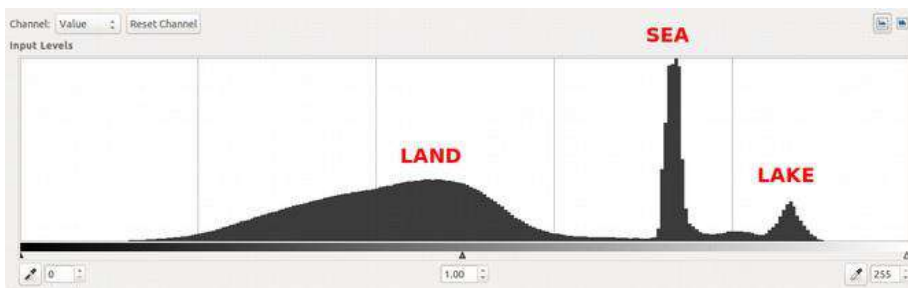 Channel: Value Reset Channel
Input Levels
SEA
LAND
LAKE
0 1.00 255